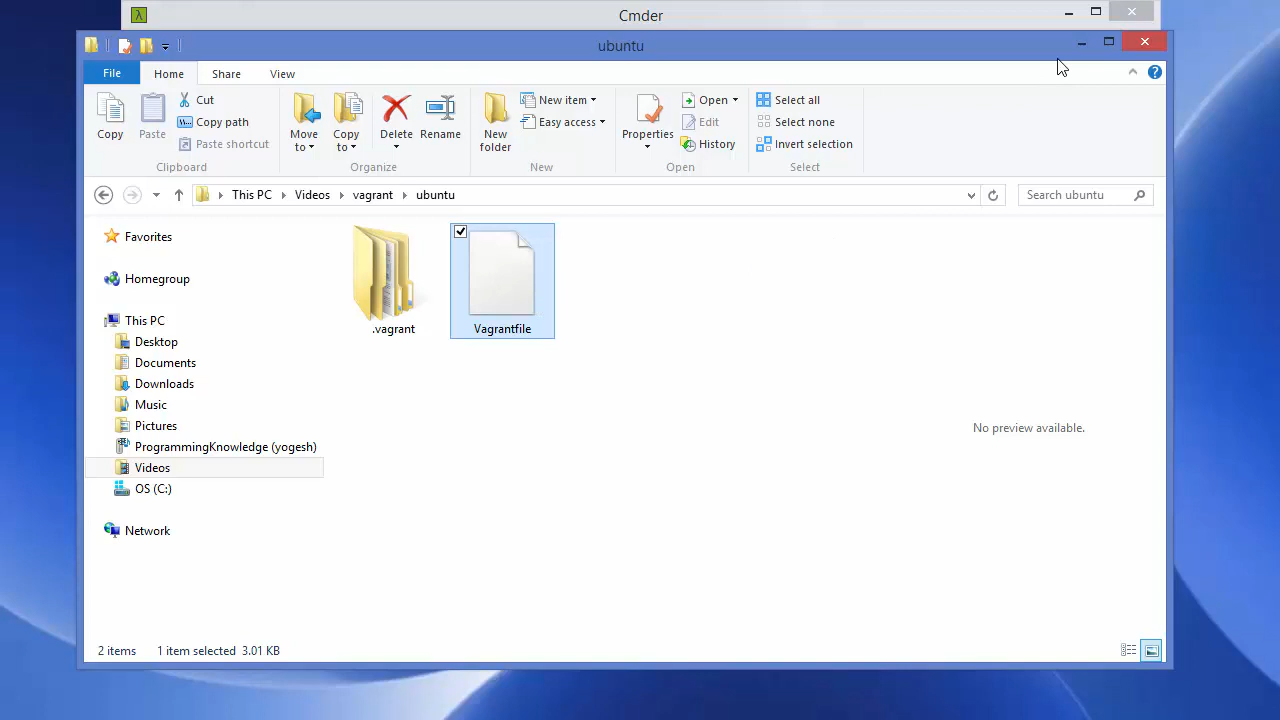 λ
Cmder
ubuntu
File
Home
Share
View
?
Copy
Paste
Cut
Copy path
Paste shortcut
Clipboard
Move to
Copy to
Delete
Rename
Organize
New folder
New item
Easy access
New
Properties
Open
Edit
History
Open
Select all
Select none
Invert selection
Select
This PC
Videos
vagrant
ubuntu
Search ubuntu
Favorites
Homegroup
This PC
Desktop
Documents
Downloads
Music
Pictures
ProgrammingKnowledge (yogesh)
Videos
OS (C:)
Network
.vagrant
Vagrantfile
No preview available.
2 items
1 item selected 3.01 KB